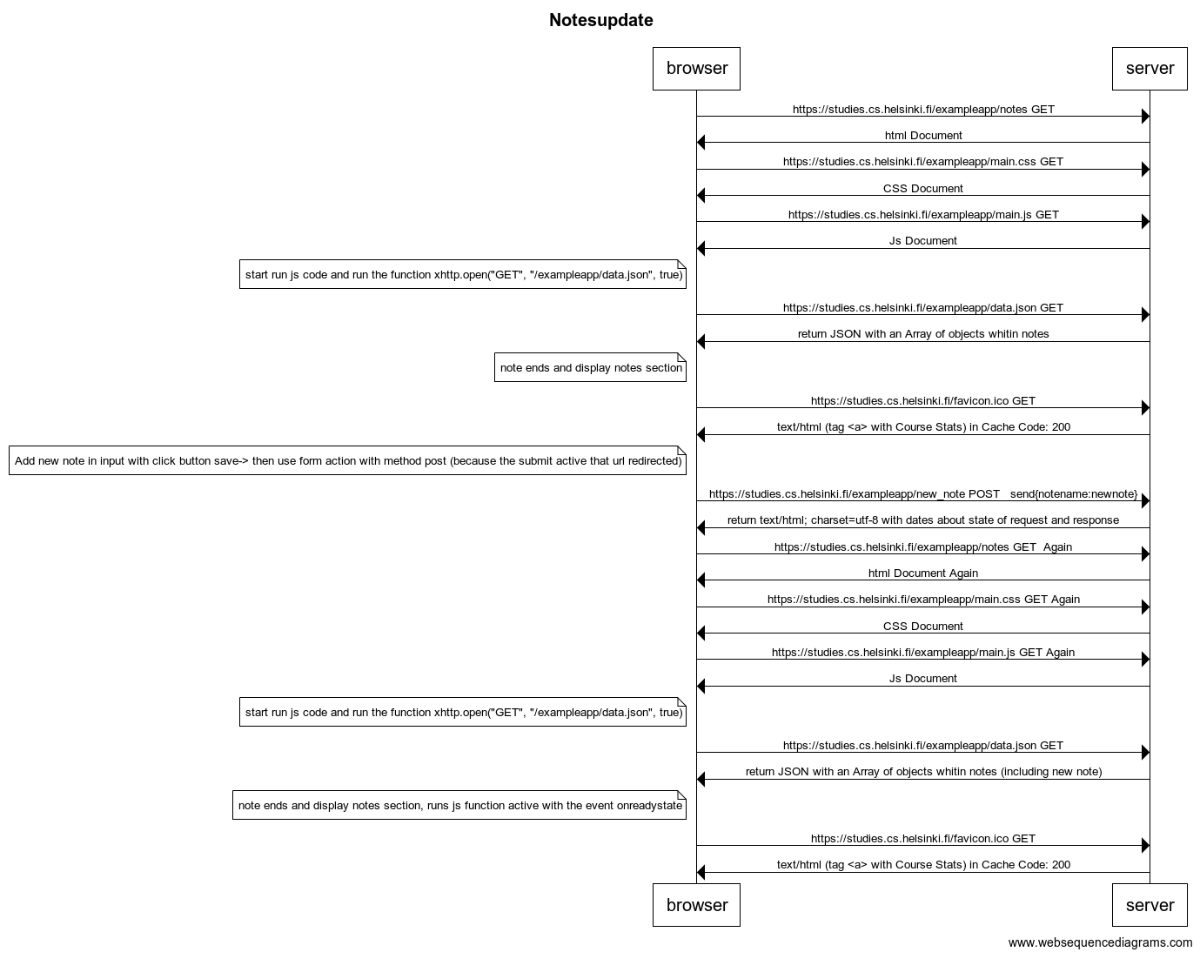 Notesupdate
browser
server
https://studies.cs.helsinki.fi/exampleapp/notes GET
html Document
https://studies.cs.helsinki.fi/exampleapp/main.css GET
CSS Document
https://studies.cs.helsinki.fi/exampleapp/main.js GET
Js Document
start run js code and run the function xhttp.open("GET", "/exampleapp/data.json", true)
https://studies.cs.helsinki.fi/exampleapp/data.json GET
return JSON with an Array of objects whitin notes
note ends and display notes section
https://studies.cs.helsinki.fi/favicon.ico GET
text/html (tag <a> with Course Stats) in Cache Code: 200
Add new note in input with click button save-> then use form action with method post (because the submit active that url redirected)
https://studies.cs.helsinki.fi/exampleapp/new_note POST   send{notename:newnote}
return text/html; charset=utf-8 with dates about state of request and response
https://studies.cs.helsinki.fi/exampleapp/notes GET  Again
html Document Again
https://studies.cs.helsinki.fi/exampleapp/main.css GET Again
CSS Document
https://studies.cs.helsinki.fi/exampleapp/main.js GET Again
Js Document
start run js code and run the function xhttp.open("GET", "/exampleapp/data.json", true)
https://studies.cs.helsinki.fi/exampleapp/data.json GET
return JSON with an Array of objects whitin notes (including new note)
note ends and display notes section, runs js function active with the event onreadystate
https://studies.cs.helsinki.fi/favicon.ico GET
text/html (tag <a> with Course Stats) in Cache Code: 200
browser
server
www.websequencediagrams.com